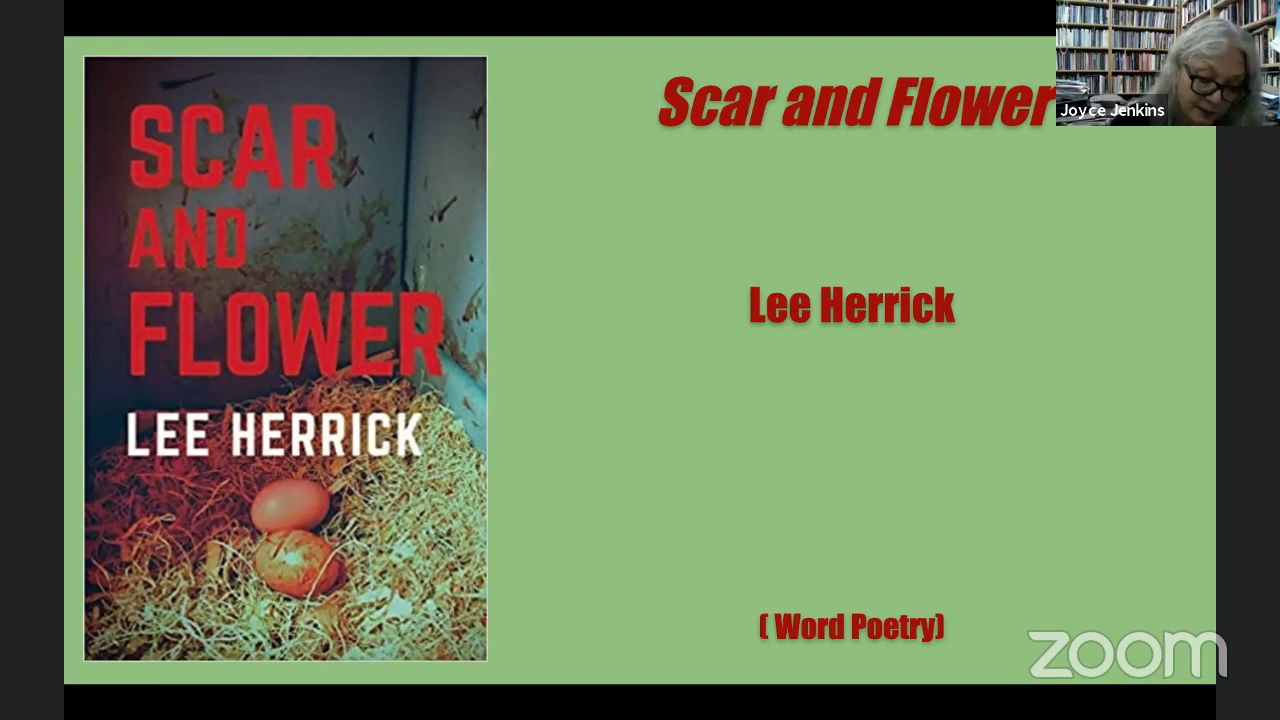 SCAR
AND
FLOWER
LEE HERRICK
Scar and Flower
Lee Herrick
( Word Poetry)
Joyce Jenkins
zoom